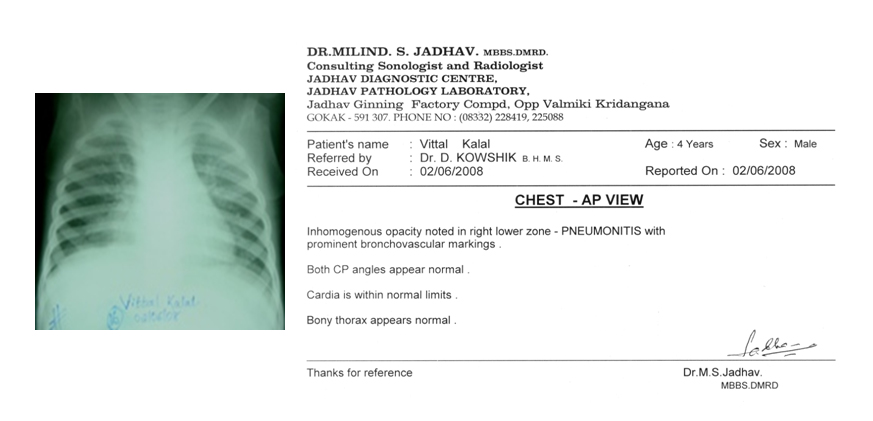 DR.MILIND. S. JADHAV. MBBS.DMRD.
Consulting Sonologist and Radiologist
JADHAV DIAGNOSTIC CENTRE,
JADHAV PATHOLOGY LABORATORY,
Jadhav Ginning Factory Compd, Opp Valmiki Kridangana
GOKAK - 591 307. PHONE NO : (08332) 228419, 225088
Patient's name : Vittal Kalal Age : 4 Years Sex : Male
Referred by : Dr. D. KOWSHIK B. H. M. S.
Received On : 02/06/2008 Reported On : 02/06/2008
CHEST - AP VIEW
Inhomogenous opacity noted in right lower zone - PNEUMONITIS with
prominent bronchovascular markings .
Both CP angles appear normal .
Cardia is within normal limits .
Bony thorax appears normal .
Thanks for reference Dr.M.S.Jadhav.
MBBS.DMRD
Vittal Kalal